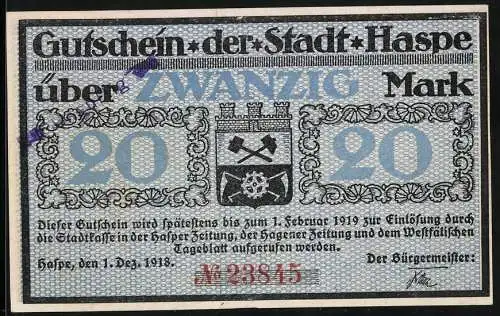 Gutschein * der * Stadt * Haspe
über ZWANZIG Mark
20 20
Dieser Gutschein wird spätestens bis zum 1. Februar 1919 zur Einlösung durch
die Stadtkasse in der Hasper Zeitung, der Hagener Zeitung und dem Westfälischen
Tageblatt aufgerufen werden.
Haspe, den 1. Dez. 1918. Der Bürgermeister:
№ 23845